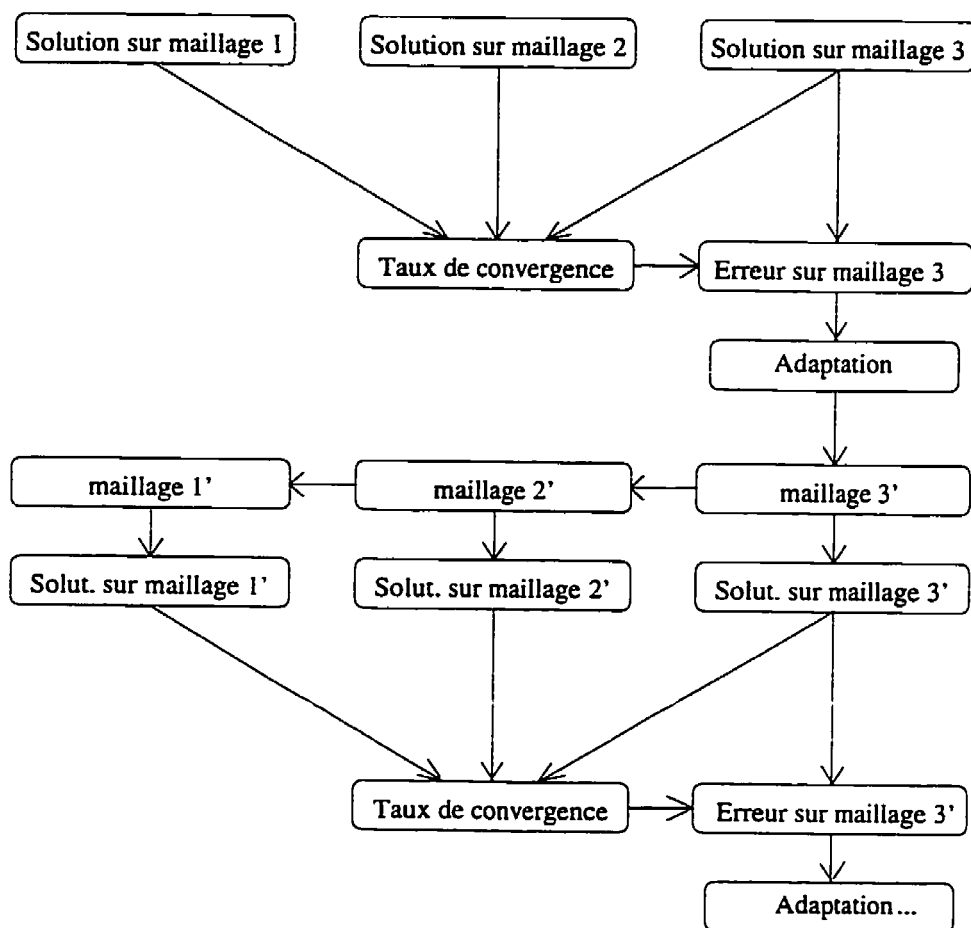 Solution sur maillage 1
Solution sur maillage 2
Solution sur maillage 3
Taux de convergence
Erreur sur maillage 3
Adaptation
maillage 1'
maillage 2'
maillage 3'
Solut. sur maillage 1'
Solut. sur maillage 2'
Solut. sur maillage 3'
Taux de convergence
Erreur sur maillage 3'
Adaptation...